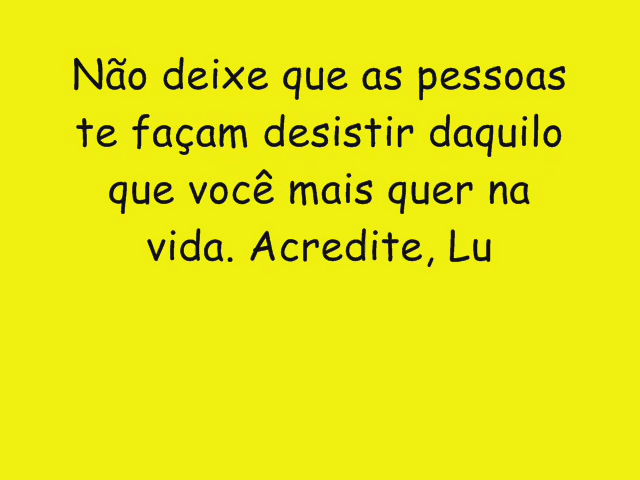 Não deixe que as pessoas
te façam desistir daquilo
que você mais quer na
vida. Acredite, Lu